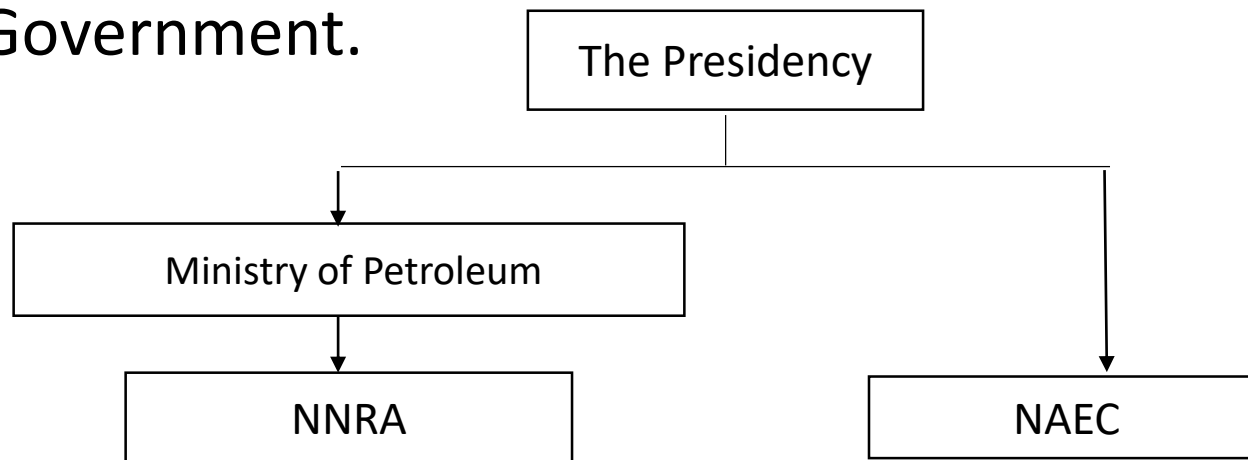 Government.
The Presidency
Ministry of Petroleum
NNRA
NAEC